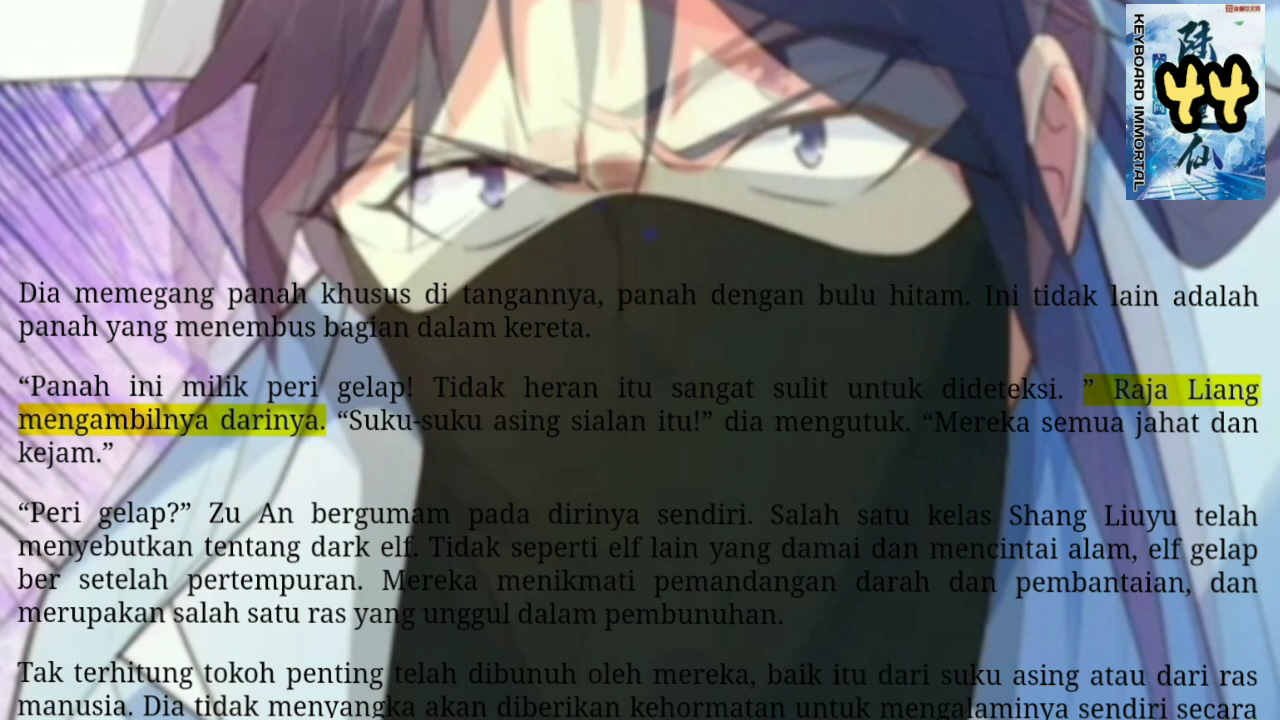 KEYBOARD IMMORTAL
44
仙
Dia memegang panah khusus di tangannya, panah dengan bulu hitam. Ini tidak lain adalah
panah yang menembus bagian dalam kereta.
“Panah ini milik peri gelap! Tidak heran itu sangat sulit untuk dideteksi. ” Raja Liang
mengambilnya darinya. “Suku-suku asing sialan itu!” dia mengutuk. “Mereka semua jahat dan
kejam.”
“Peri gelap?” Zu An bergumam pada dirinya sendiri. Salah satu kelas Shang Liuyu telah
menyebutkan tentang dark elf. Tidak seperti elf lain yang damai dan mencintai alam, elf gelap
ber setelah pertempuran. Mereka menikmati pemandangan darah dan pembantaian, dan
merupakan salah satu ras yang unggul dalam pembunuhan.
Tak terhitung tokoh penting telah dibunuh oleh mereka, baik itu dari suku asing atau dari ras
manusia. Dia tidak menyangka akan diberikan kehormatan untuk mengalaminya sendiri secara